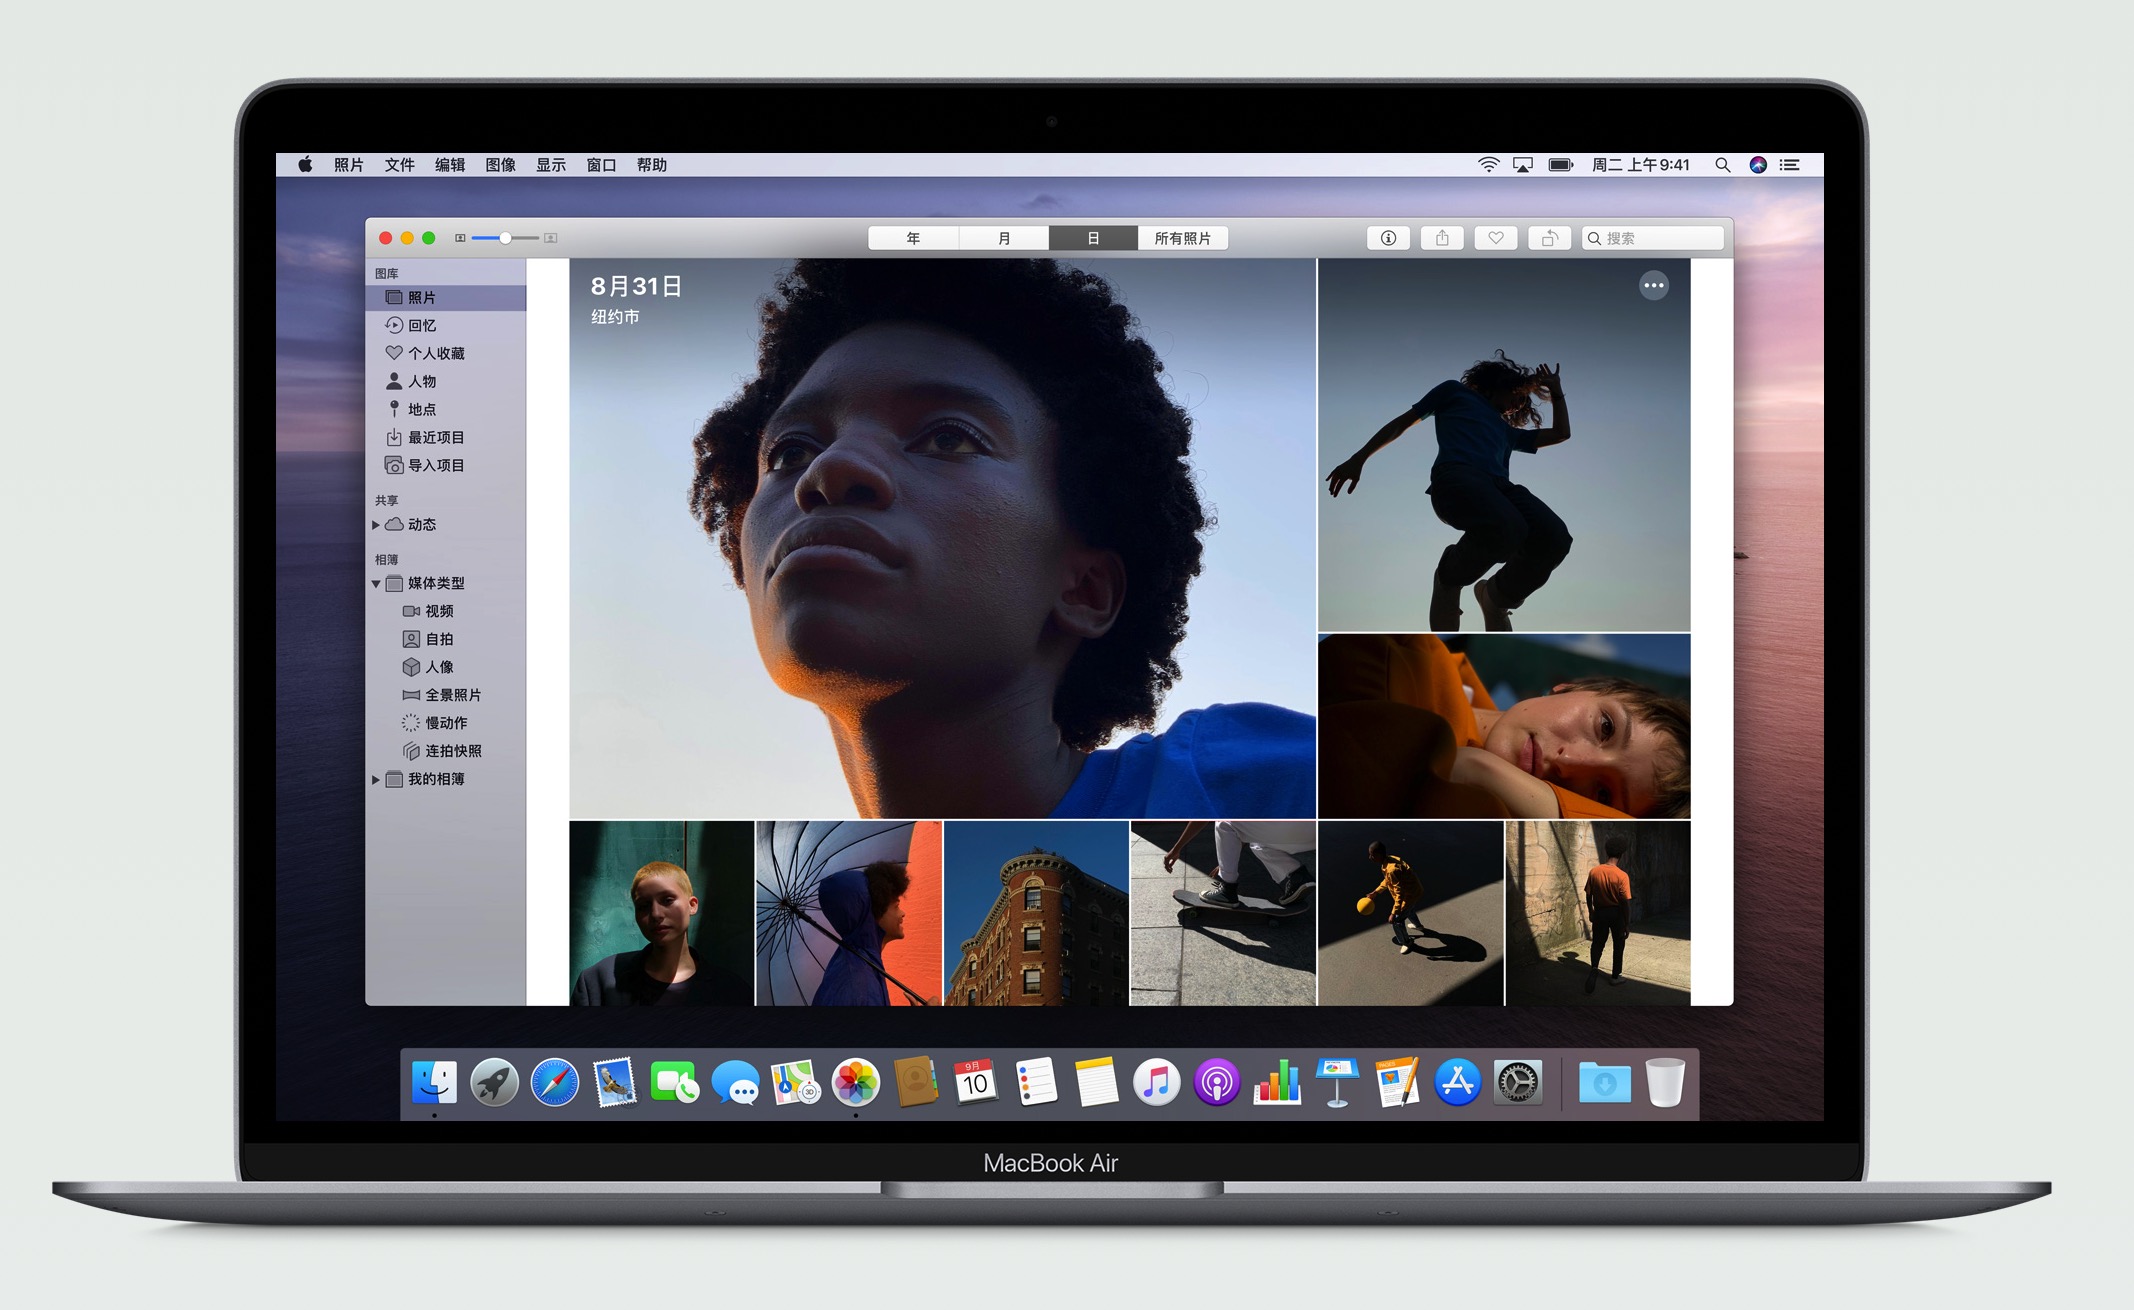 照片 文件 编辑 图像 显示 窗口 帮助 周二 上午9:41
年 月 日 所有照片 搜索
图库
照片
回忆
个人收藏
人物
地点
最近项目
导入项目
共享
动态
相簿
媒体类型
视频
自拍
人像
全景照片
慢动作
连拍快照
我的相簿
8月31日
纽约市
9月
10
3D
PAGES
MacBook Air